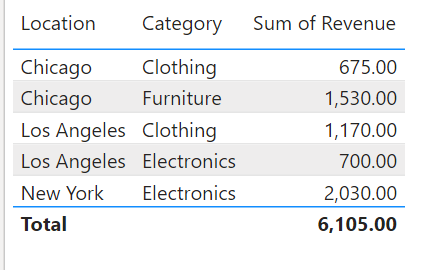 Location Category Sum of Revenue
Chicago Clothing 675.00
Chicago Furniture 1,530.00
Los Angeles Clothing 1,170.00
Los Angeles Electronics 700.00
New York Electronics 2,030.00
Total 6,105.00